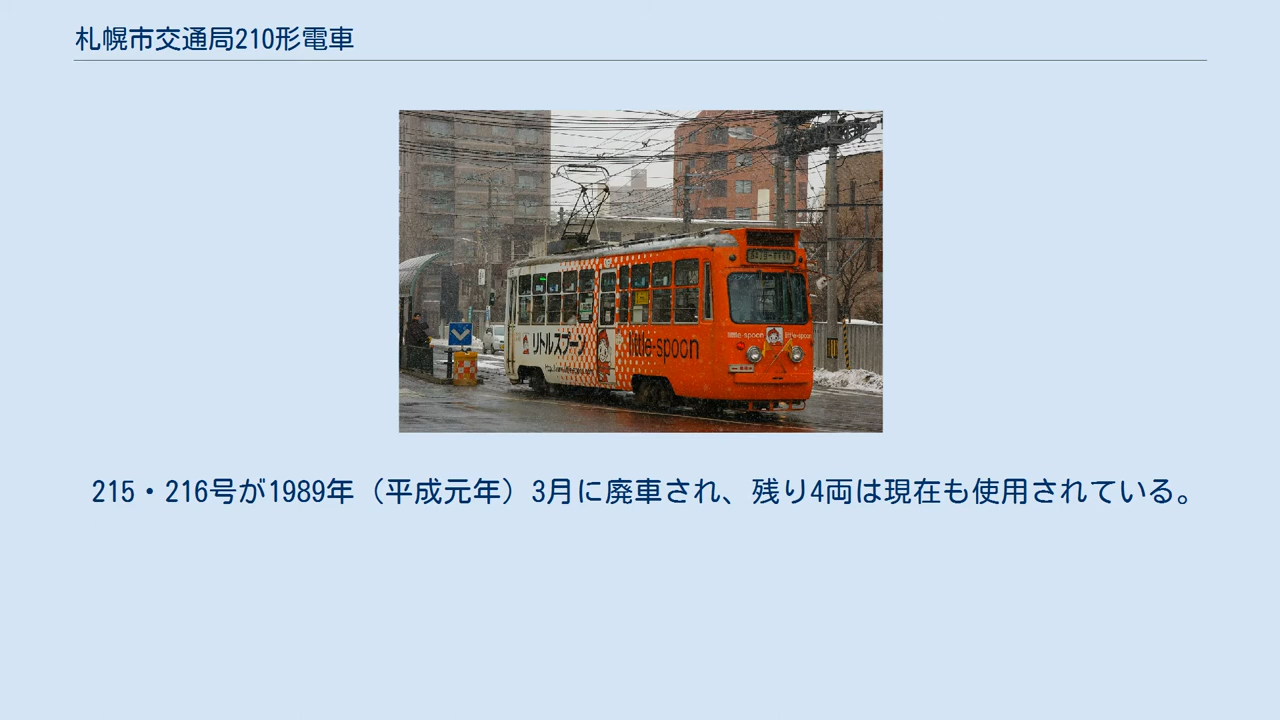 札幌市交通局210形電車
リトルスプーン
little spoon
little-spoon
215・216号が1989年（平成元年）3月に廃車され、残り4両は現在も使用されている。